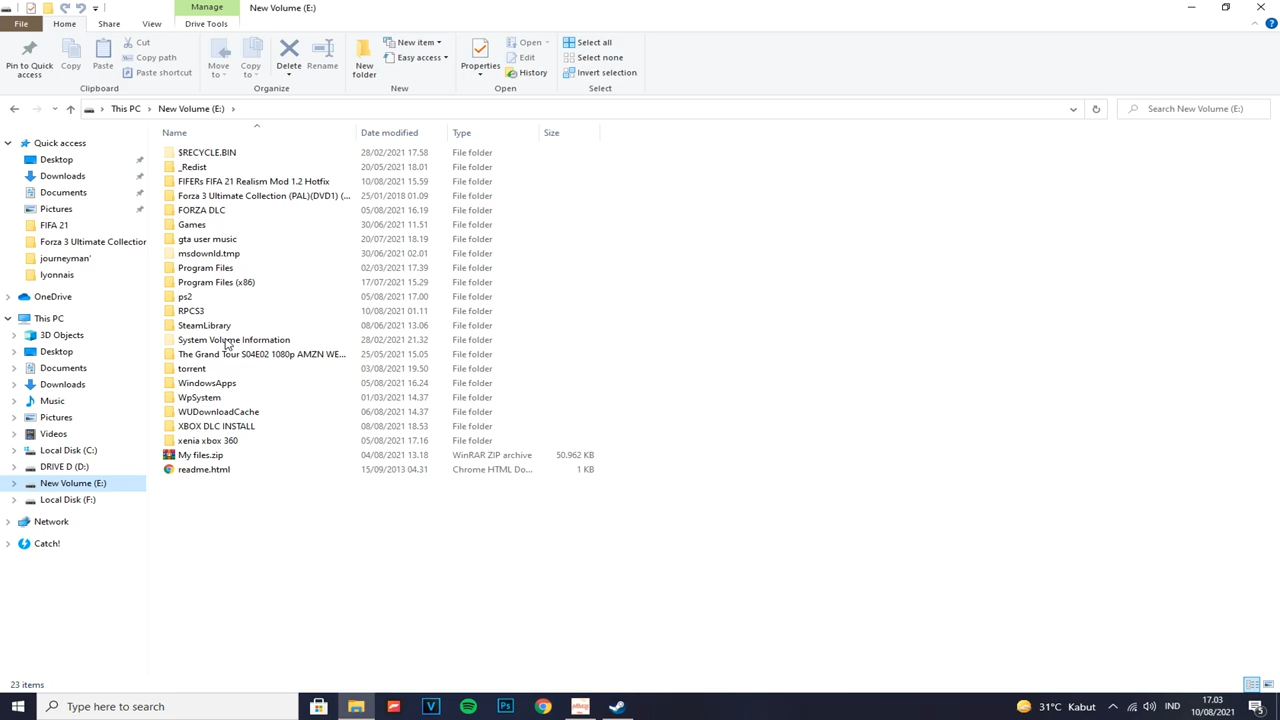 Manage
New Volume (E:)
File
Home
Share
View
Drive Tools
Pin to Quick access
Copy
Paste
Cut
Copy path
Paste shortcut
Move to
Copy to
Delete
Rename
New folder
New item
Easy access
Properties
Open
Edit
History
Select all
Select none
Invert selection
Clipboard
Organize
New
Open
Select
This PC
New Volume (E:)
Search New Volume (E:)
Name
Date modified
Type
Size
Quick access
Desktop
Downloads
Documents
Pictures
FIFA 21
Forza 3 Ultimate Collection
journeyman'
lyonnais
OneDrive
This PC
3D Objects
Desktop
Documents
Downloads
Music
Pictures
Videos
Local Disk (C:)
DRIVE D (D:)
New Volume (E:)
Local Disk (F:)
Network
Catch!
$RECYCLE.BIN 28/02/2021 17.58 File folder
_Redist 20/05/2021 18.01 File folder
FIFERs FIFA 21 Realism Mod 1.2 Hotfix 10/08/2021 15.59 File folder
Forza 3 Ultimate Collection (PAL)(DVD1) (... 25/01/2018 01.09 File folder
FORZA DLC 05/08/2021 16.19 File folder
Games 30/06/2021 11.51 File folder
gta user music 20/07/2021 18.19 File folder
msdownld.tmp 30/06/2021 02.01 File folder
Program Files 02/03/2021 17.39 File folder
Program Files (x86) 17/07/2021 15.29 File folder
ps2 05/08/2021 17.00 File folder
RPCS3 10/08/2021 01.11 File folder
SteamLibrary 08/06/2021 13.06 File folder
System Volume Information 28/02/2021 21.32 File folder
The Grand Tour S04E02 1080p AMZN WE... 25/05/2021 15.05 File folder
torrent 03/08/2021 19.50 File folder
WindowsApps 05/08/2021 16.24 File folder
WpSystem 01/03/2021 14.37 File folder
WUDownloadCache 06/08/2021 14.37 File folder
XBOX DLC INSTALL 08/08/2021 18.53 File folder
xenia xbox 360 05/08/2021 17.16 File folder
My files.zip 04/08/2021 13.18 WinRAR ZIP archive 50.962 KB
readme.html 15/09/2013 04.31 Chrome HTML Do... 1 KB
23 items
Type here to search
31°C Kabut
IND
17.03
10/08/2021
5